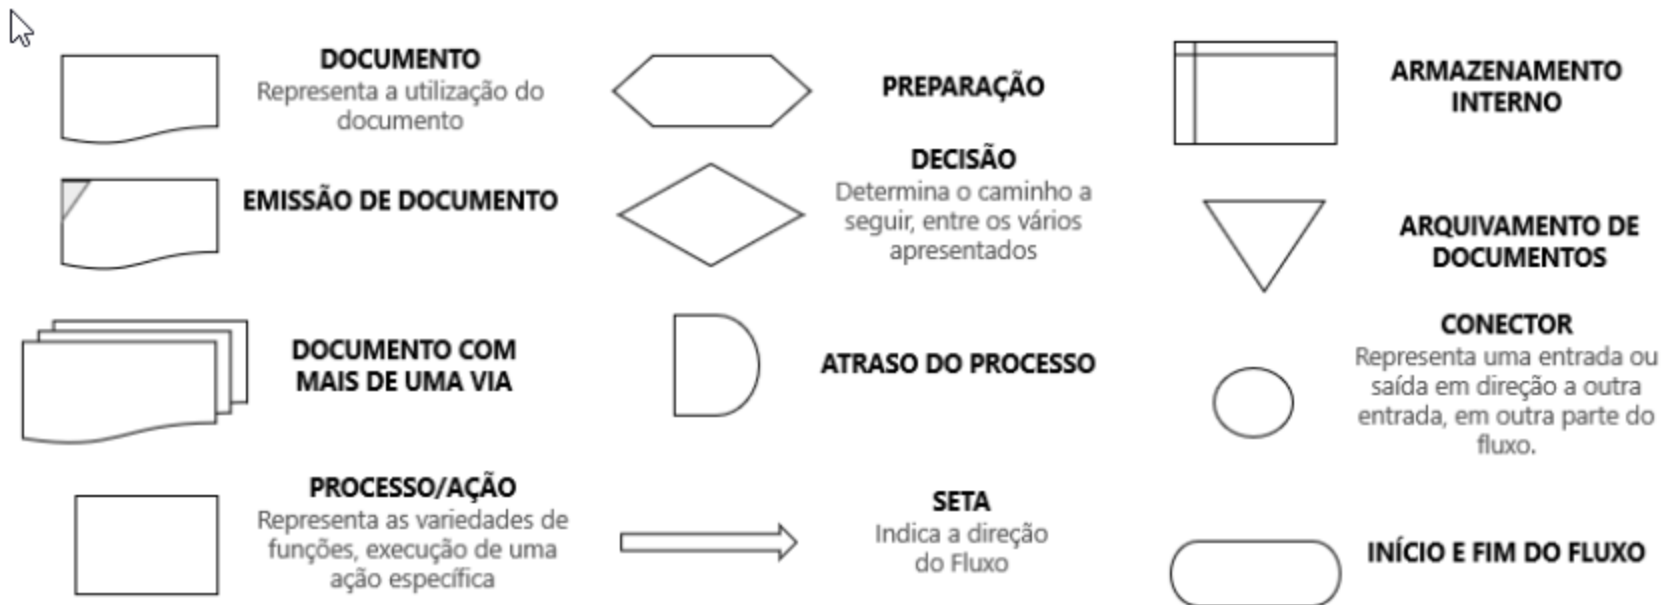 DOCUMENTO
Representa a utilização do
documento
EMISSÃO DE DOCUMENTO
DOCUMENTO COM
MAIS DE UMA VIA
PROCESSO/AÇÃO
Representa as variedades de
funções, execução de uma
ação específica
PREPARAÇÃO
DECISÃO
Determina o caminho a
seguir, entre os vários
apresentados
ATRASO DO PROCESSO
SETA
Indica a direção
do Fluxo
ARMAZENAMENTO
INTERNO
ARQUIVAMENTO DE
DOCUMENTOS
CONECTOR
Representa uma entrada ou
saída em direção a outra
entrada, em outra parte do
fluxo.
INÍCIO E FIM DO FLUXO